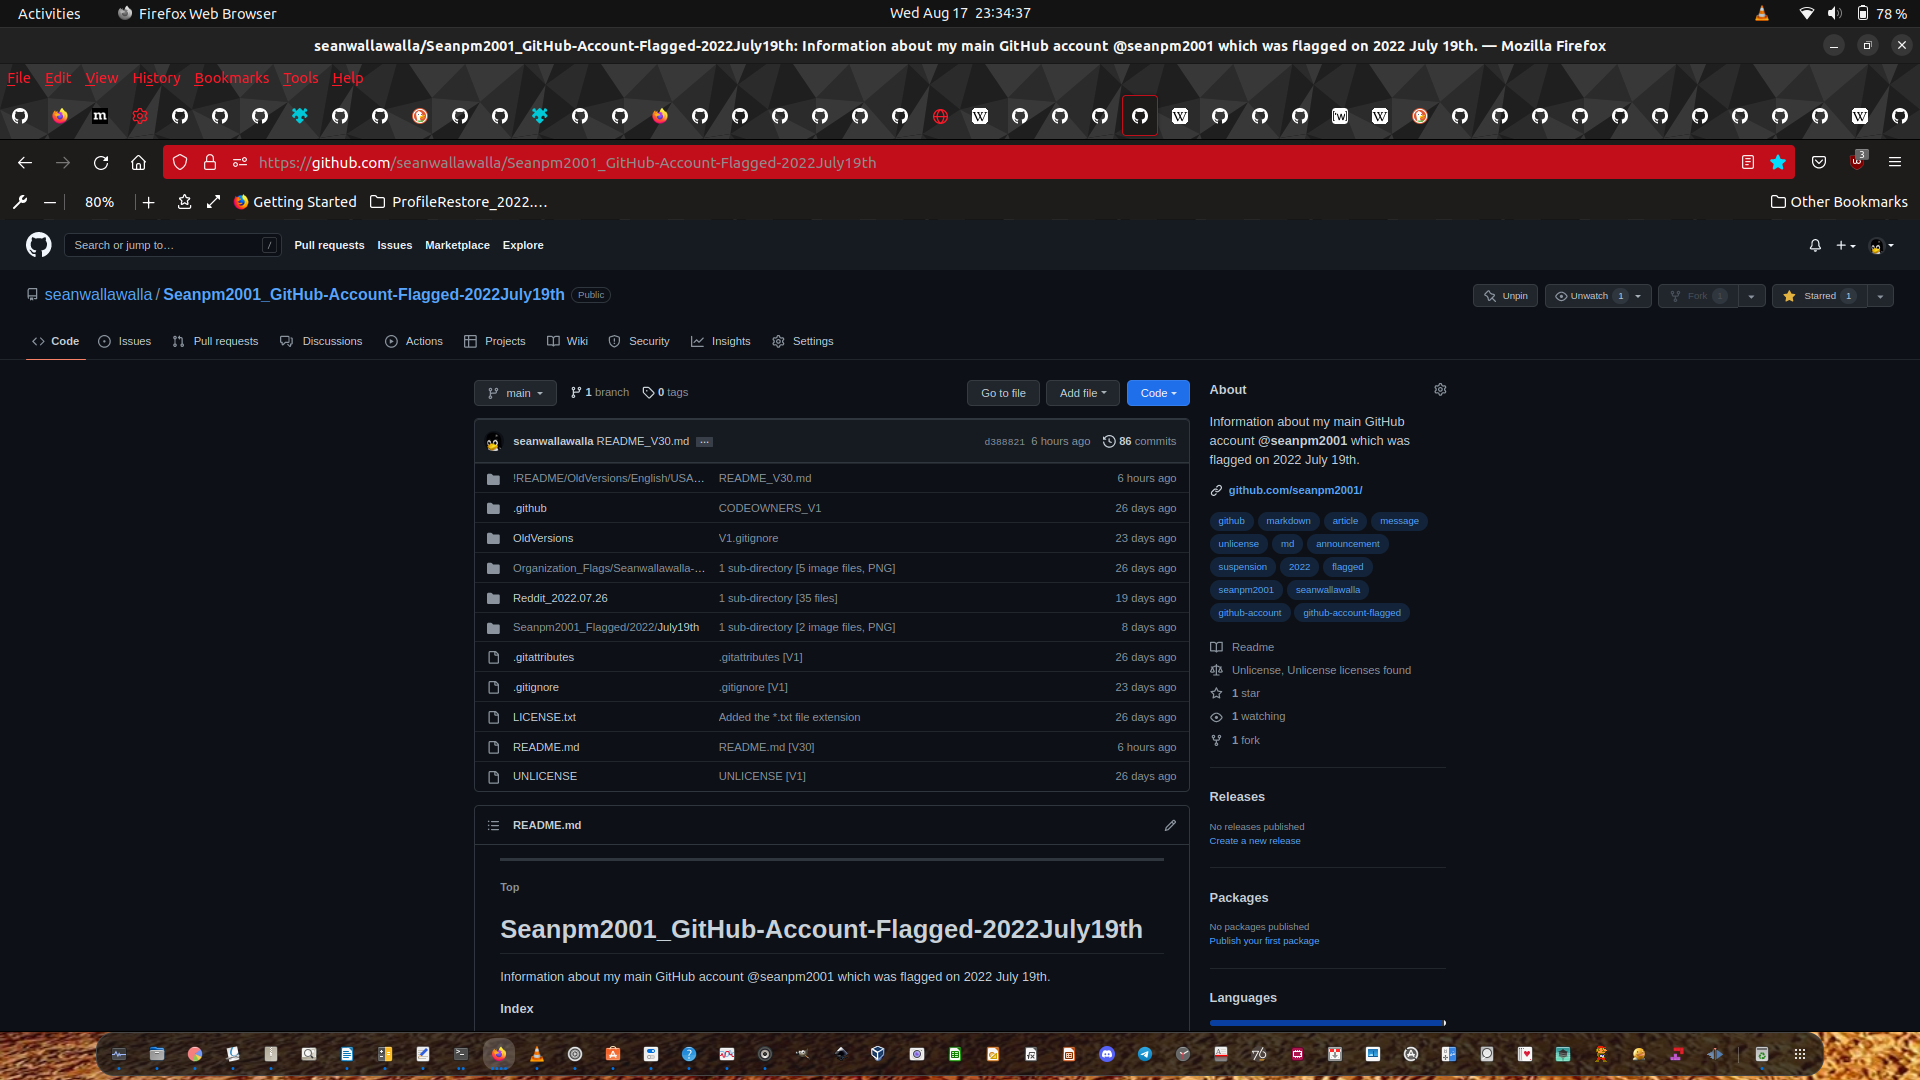 Activities Firefox Web Browser Wed Aug 17 23:34:37 78 %
seanwallawalla/Seanpm2001_GitHub-Account-Flagged-2022July19th: Information about my main GitHub account @seanpm2001 which was flagged on 2022 July 19th. — Mozilla Firefox
File Edit View History Bookmarks Tools Help
https://github.com/seanwallawalla/Seanpm2001_GitHub-Account-Flagged-2022July19th 3
80% Getting Started ProfileRestore_2022.… Other Bookmarks
Search or jump to… / Pull requests Issues Marketplace Explore
seanwallawalla / Seanpm2001_GitHub-Account-Flagged-2022July19th Public Unpin Unwatch 1 Fork 1 Starred 1
Code Issues Pull requests Discussions Actions Projects Wiki Security Insights Settings
main 1 branch 0 tags Go to file Add file Code
seanwallawalla README_V30.md … d388821 6 hours ago 86 commits
!README/OldVersions/English/USA… README_V30.md 6 hours ago
.github CODEOWNERS_V1 26 days ago
OldVersions V1.gitignore 23 days ago
Organization_Flags/Seanwallawalla-… 1 sub-directory [5 image files, PNG] 26 days ago
Reddit_2022.07.26 1 sub-directory [35 files] 19 days ago
Seanpm2001_Flagged/2022/July19th 1 sub-directory [2 image files, PNG] 8 days ago
.gitattributes .gitattributes [V1] 26 days ago
.gitignore .gitignore [V1] 23 days ago
LICENSE.txt Added the *.txt file extension 26 days ago
README.md README.md [V30] 6 hours ago
UNLICENSE UNLICENSE [V1] 26 days ago
README.md
Top
Seanpm2001_GitHub-Account-Flagged-2022July19th
Information about my main GitHub account @seanpm2001 which was flagged on 2022 July 19th.
Index
About
Information about my main GitHub
account @seanpm2001 which was
flagged on 2022 July 19th.
github.com/seanpm2001/
github markdown article message
unlicense md announcement
suspension 2022 flagged
seanpm2001 seanwallawalla
github-account github-account-flagged
Readme
Unlicense, Unlicense licenses found
1 star
1 watching
1 fork
Releases
No releases published
Create a new release
Packages
No packages published
Publish your first package
Languages